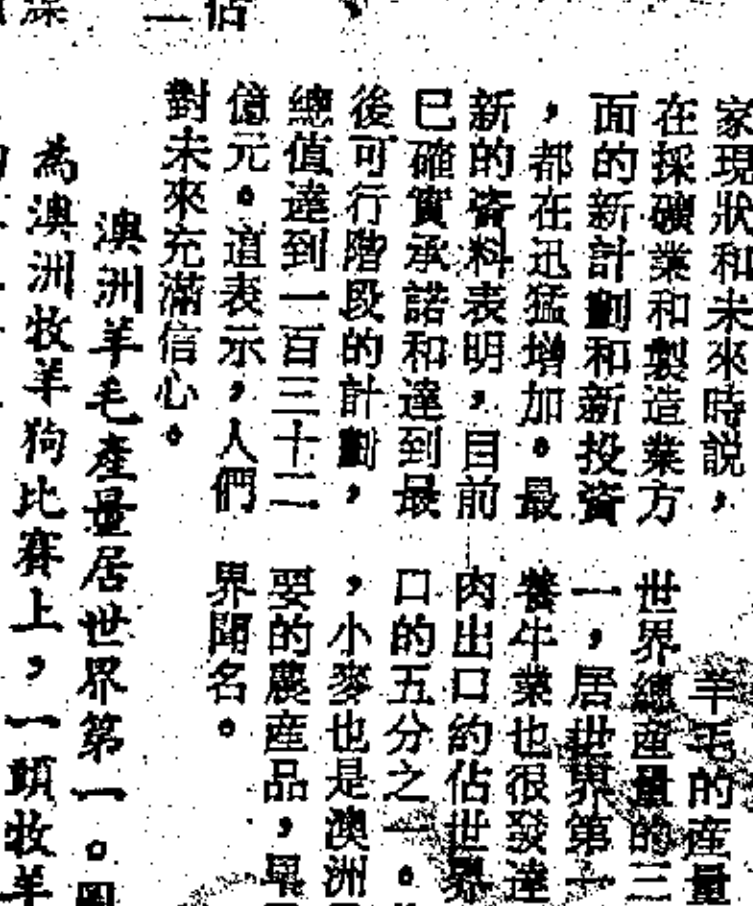 家現狀和未來時説，
在採礦業和製造業方
面的新計劃和新投資
，都在迅猛增加。最
新的資料表明，目前
已確實承諾和達到最
後可行階段的計劃，
總值達到一百三十二
億元。這表示，人們
對未來充滿信心。
羊毛的產量
世界總產量的三
一，居世界第一
養牛業也很發達
肉出口約佔世界
口的五分之一。
，小麥也是澳洲
要的農產品，
界聞名。
澳洲羊毛產量居世界第一。圖
為澳洲牧羊狗比賽上，一頭牧羊